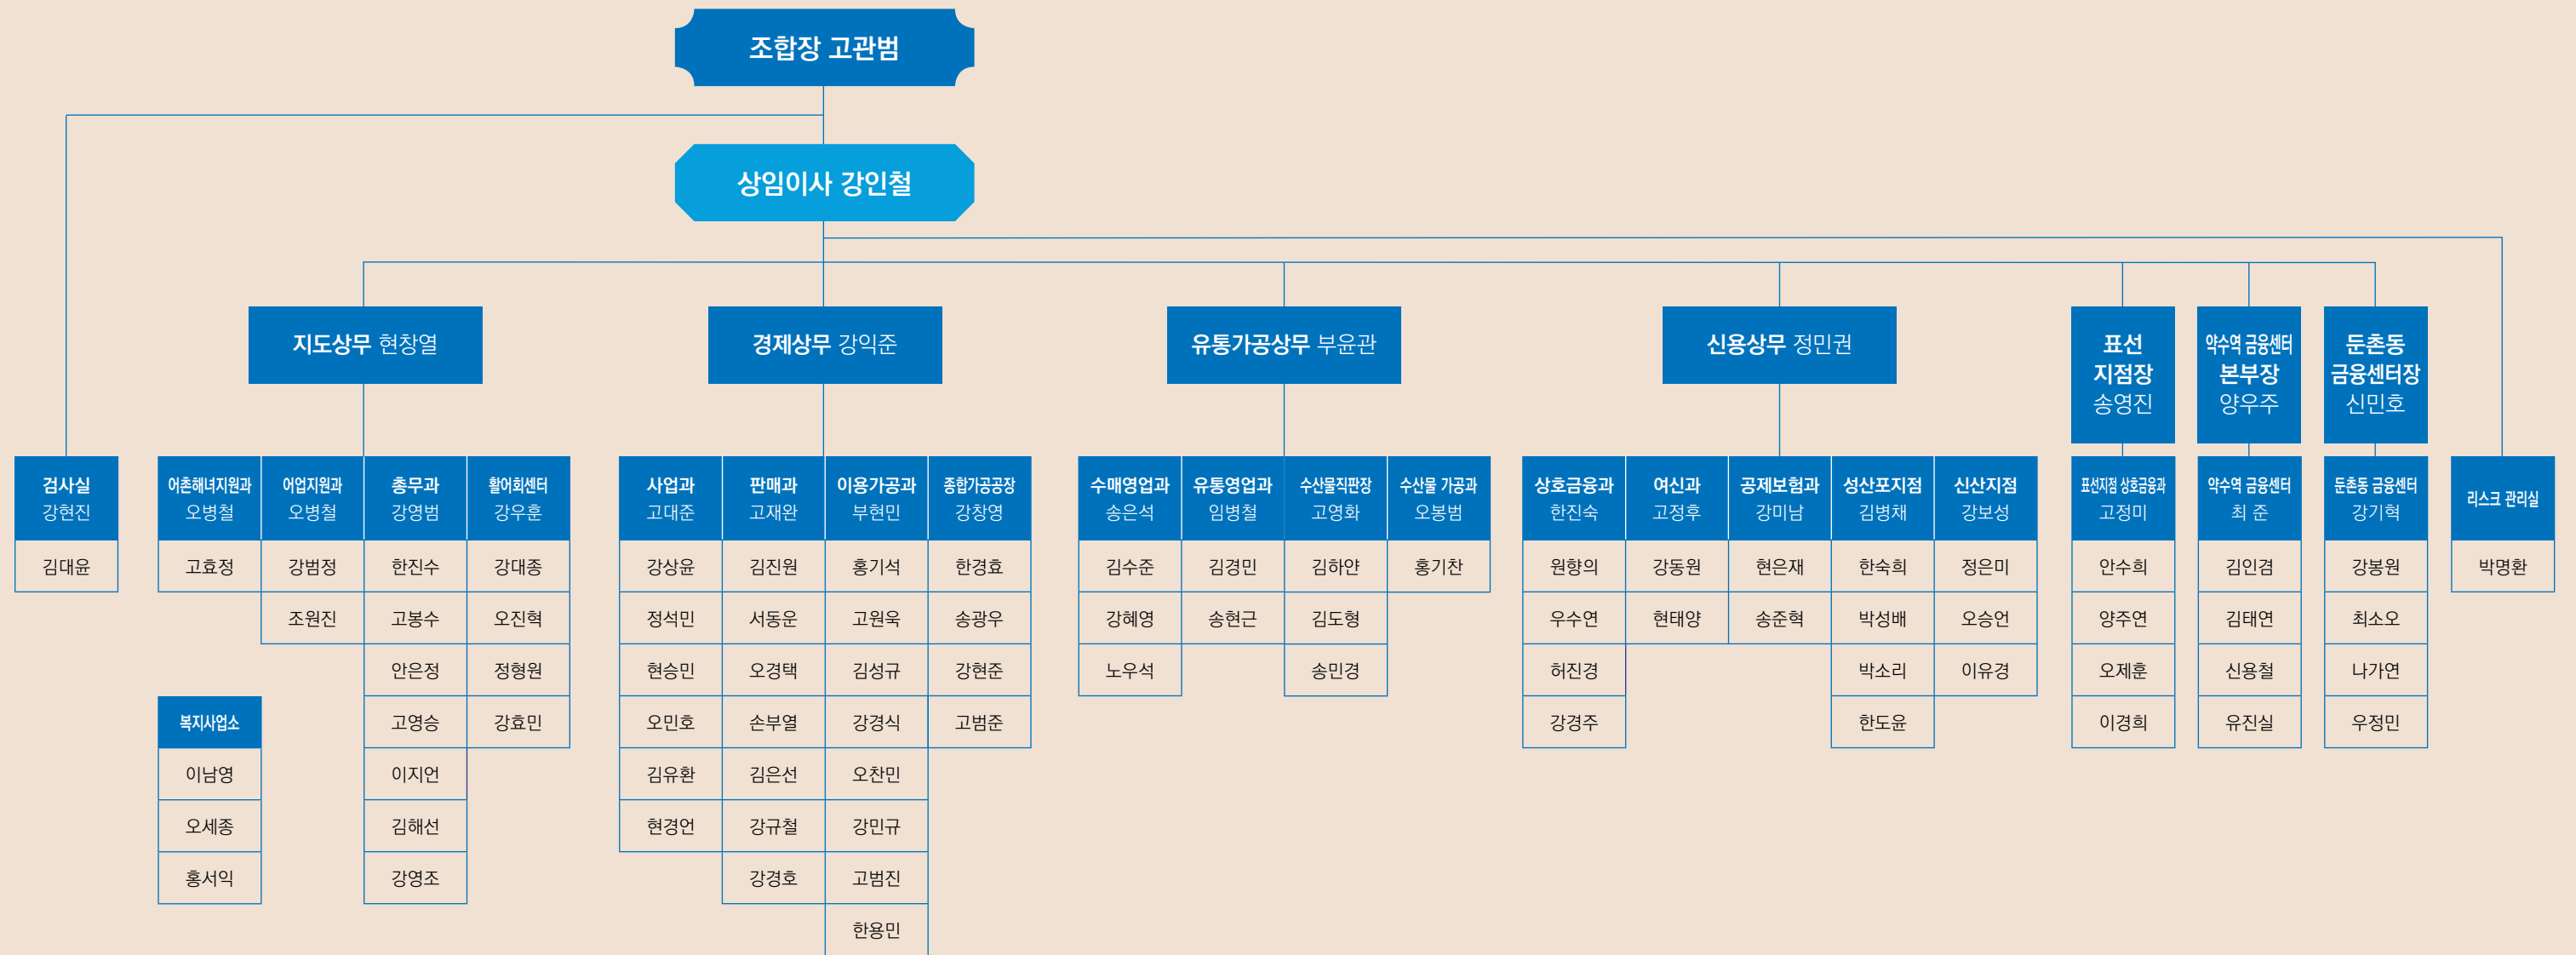 조합장 고관범
상임이사 강인철
지도상무 현창열
경제상무 강익준
유통가공상무 부윤관
신용상무 정민권
표선
지점장
송영진
약수역 금융센터
본부장
양우주
둔촌동
금융센터장
신민호
검사실
강현진
김대윤
어촌해녀지원과
오병철
고효정
어업지원과
오병철
강범정
조원진
총무과
강영범
한진수
고봉수
안은정
고영승
이지언
김해선
강영조
활어회센터
강우훈
강대종
오진혁
정형원
강효민
복지사업소
이남영
오세종
홍서익
사업과
고대준
강상윤
정석민
현승민
오민호
김유환
현경언
판매과
고재완
김진원
서동운
오경택
손부열
김은선
강규철
강경호
이용가공과
부현민
홍기석
고원욱
김성규
강경식
오찬민
강민규
고범진
한용민
종합가공공장
강창영
한경효
송광우
강현준
고범준
수매영업과
송은석
김수준
강혜영
노우석
유통영업과
임병철
김경민
송현근
수산물직판장
고영화
김하얀
김도형
송민경
수산물 가공과
오봉범
홍기찬
상호금융과
한진숙
원향의
우수연
허진경
강경주
여신과
고정후
강동원
현태양
공제보험과
강미남
현은재
송준혁
성산포지점
김병채
한숙희
박성배
박소리
한도윤
신산지점
강보성
정은미
오승언
이유경
표선지점 상호금융과
고정미
안수희
양주연
오제훈
이경희
약수역 금융센터
최 준
김인겸
김태연
신용철
유진실
둔촌동 금융센터
강기혁
강봉원
최소오
나가연
우정민
리스크 관리실
박명환